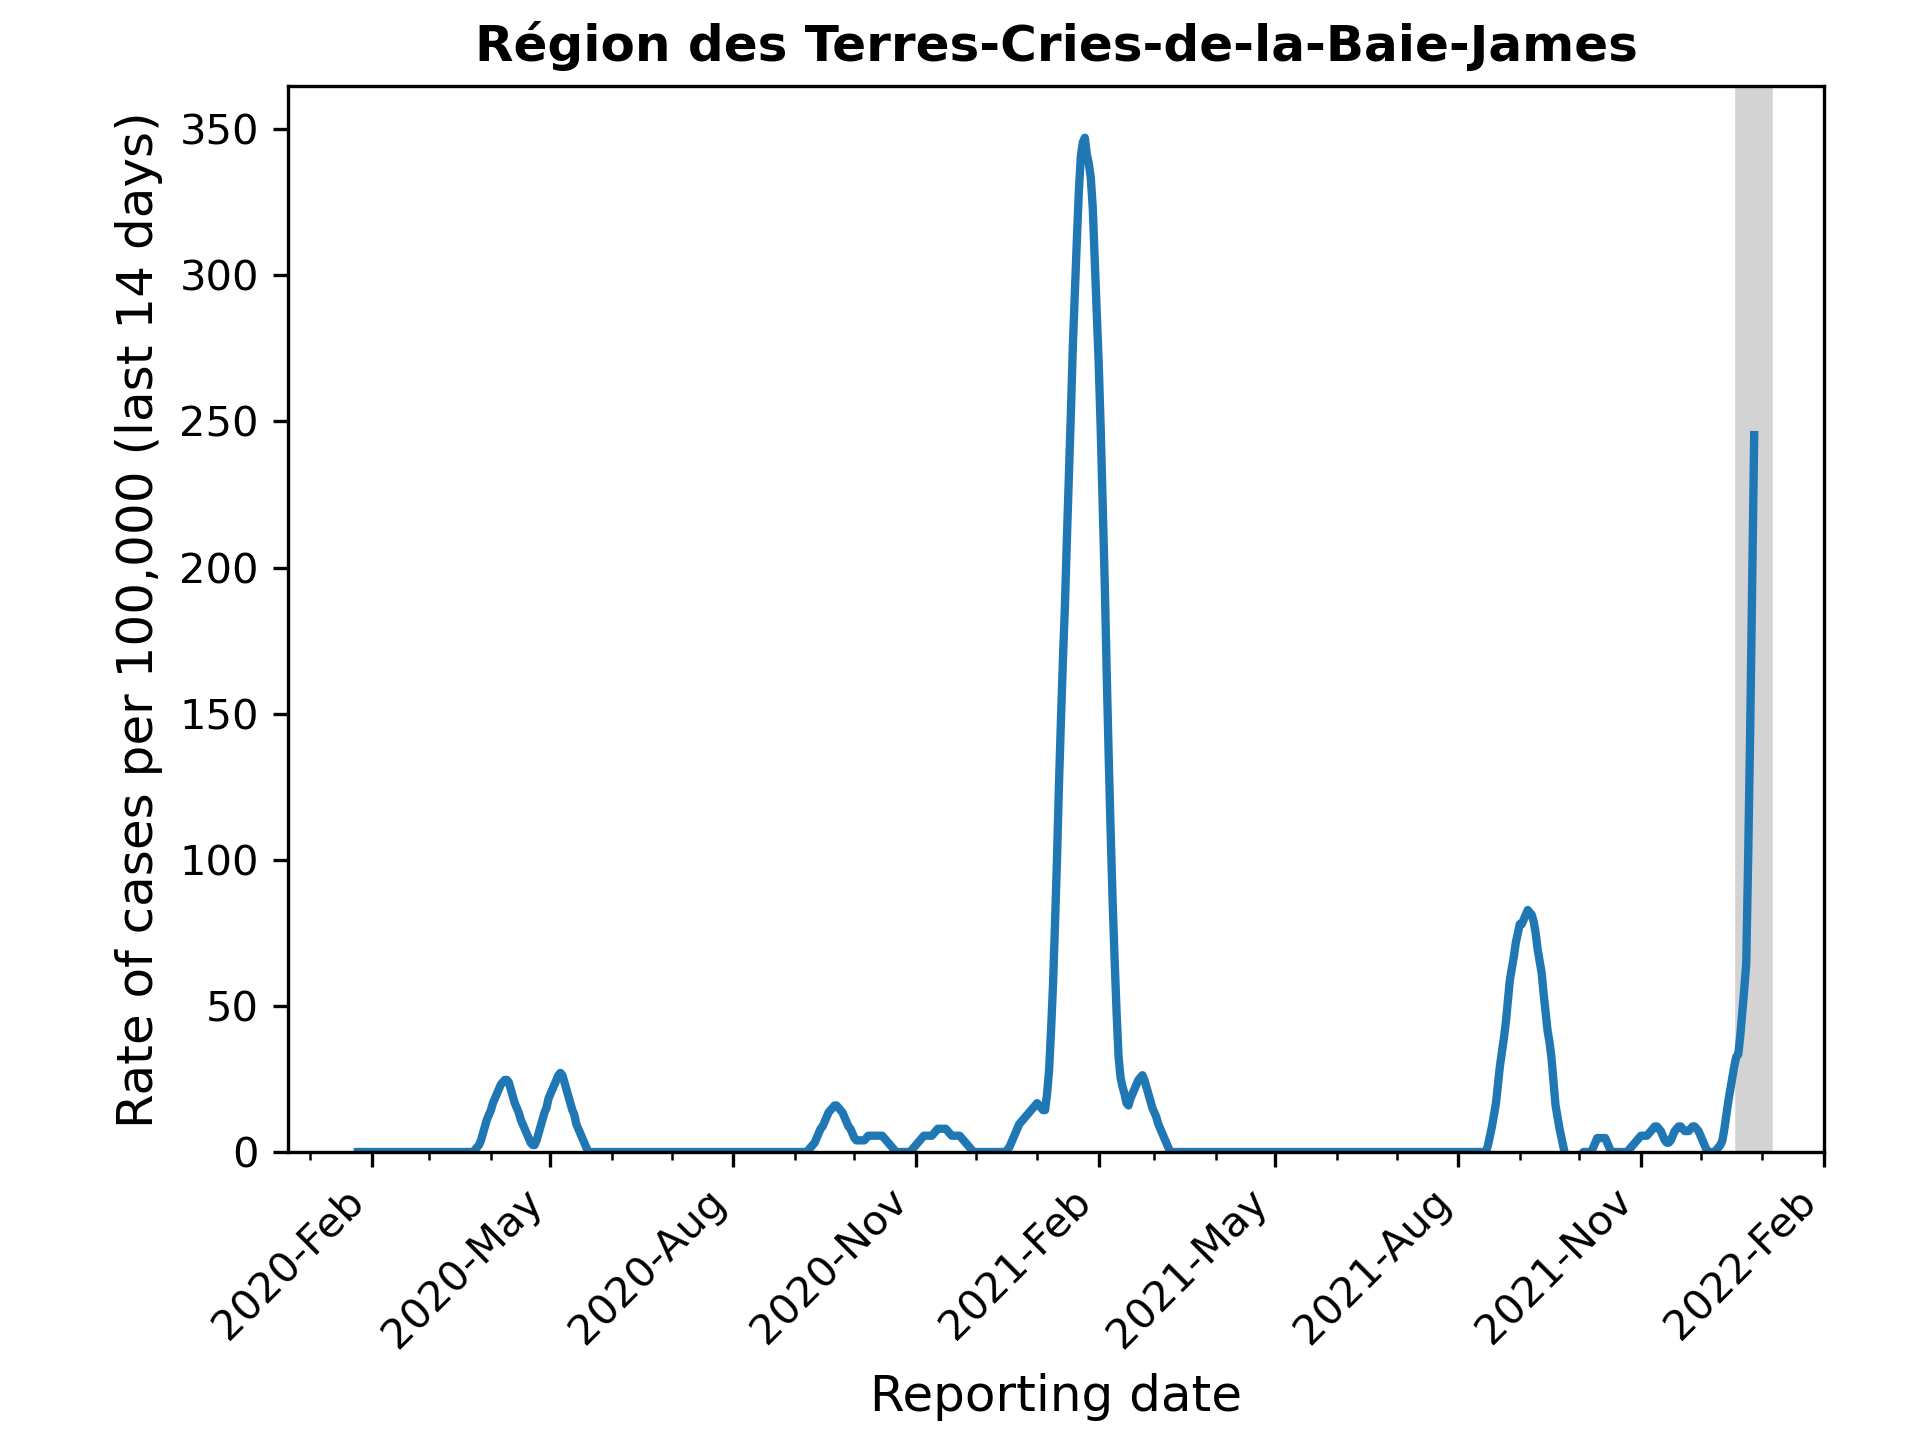 Région des Terres-Cries-de-la-Baie-James
Rate of cases per 100,000 (last 14 days)
350
300
250
200
150
100
50
0
2020-Feb
2020-May
2020-Aug
2020-Nov
2021-Feb
2021-May
2021-Aug
2021-Nov
2022-Feb
Reporting date